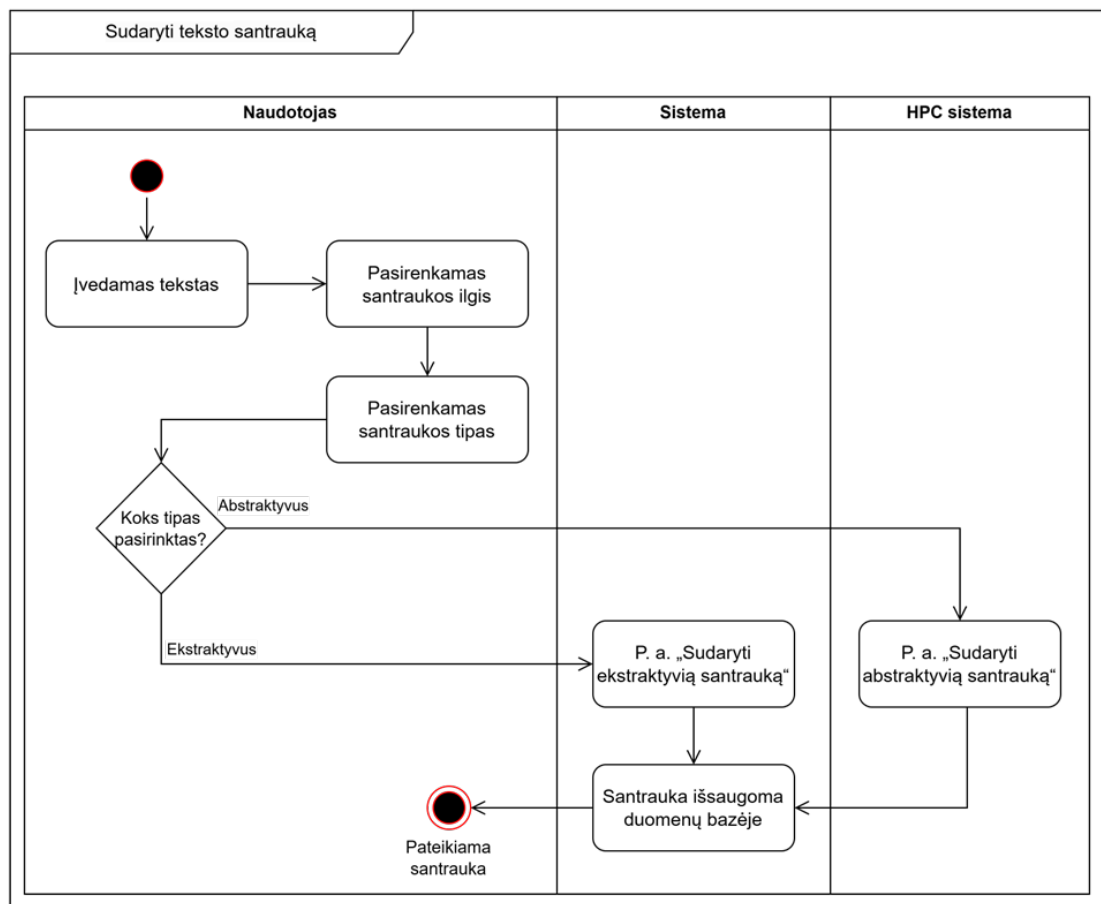 Sudaryti teksto santrauką
Naudotojas
Sistema
HPC sistema
Įvedamas tekstas
Pasirenkamas
santraukos ilgis
Pasirenkamas
santraukos tipas
Koks tipas
pasirinktas?
Abstraktyvus
Ekstraktyvus
P. a. „Sudaryti
ekstraktyvią santrauką“
P. a. „Sudaryti
abstraktyvią santrauką“
Santrauka išsaugoma
duomenų bazėje
Pateikiama
santrauka